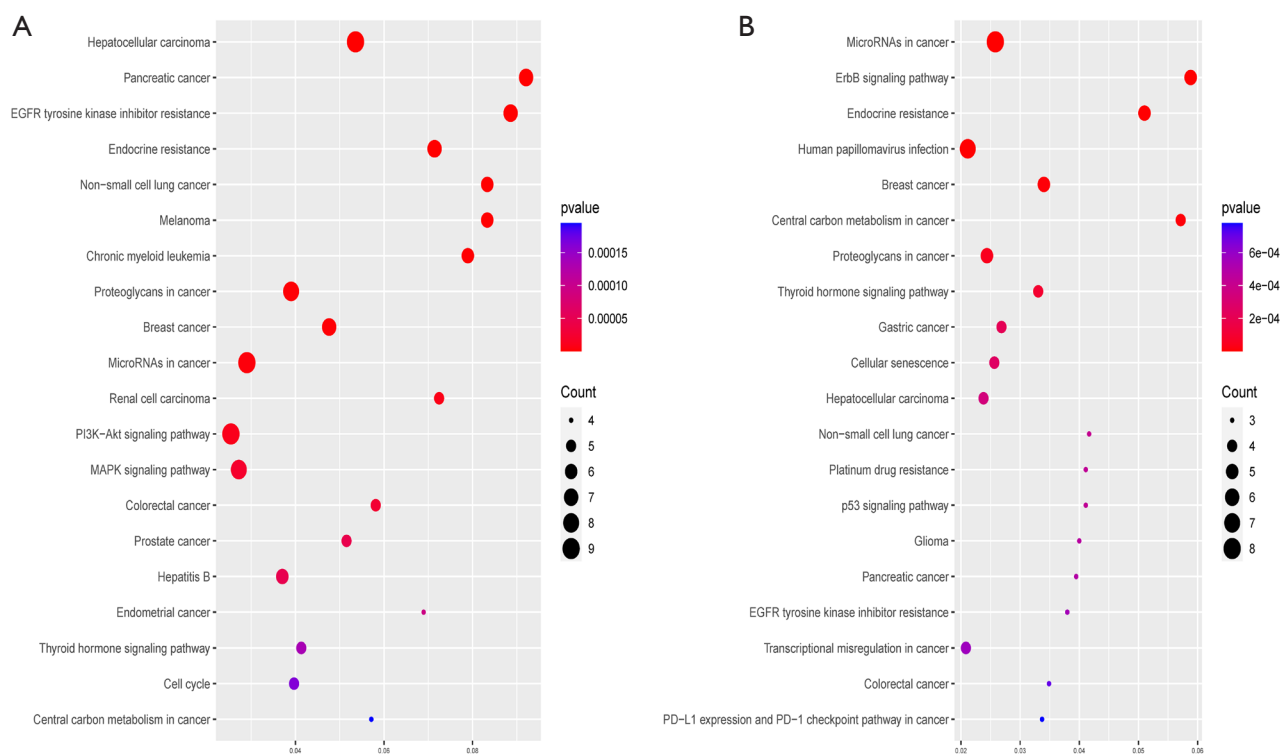 A
Hepatocellular carcinoma
Pancreatic cancer
EGFR tyrosine kinase inhibitor resistance
Endocrine resistance
Non−small cell lung cancer
Melanoma
Chronic myeloid leukemia
Proteoglycans in cancer
Breast cancer
MicroRNAs in cancer
Renal cell carcinoma
PI3K−Akt signaling pathway
MAPK signaling pathway
Colorectal cancer
Prostate cancer
Hepatitis B
Endometrial cancer
Thyroid hormone signaling pathway
Cell cycle
Central carbon metabolism in cancer
0.04 0.06 0.08
pvalue
0.00015
0.00010
0.00005
Count
4
5
6
7
8
9
B
MicroRNAs in cancer
ErbB signaling pathway
Endocrine resistance
Human papillomavirus infection
Breast cancer
Central carbon metabolism in cancer
Proteoglycans in cancer
Thyroid hormone signaling pathway
Gastric cancer
Cellular senescence
Hepatocellular carcinoma
Non−small cell lung cancer
Platinum drug resistance
p53 signaling pathway
Glioma
Pancreatic cancer
EGFR tyrosine kinase inhibitor resistance
Transcriptional misregulation in cancer
Colorectal cancer
PD−L1 expression and PD−1 checkpoint pathway in cancer
0.02 0.03 0.04 0.05 0.06
pvalue
6e−04
4e−04
2e−04
Count
3
4
5
6
7
8